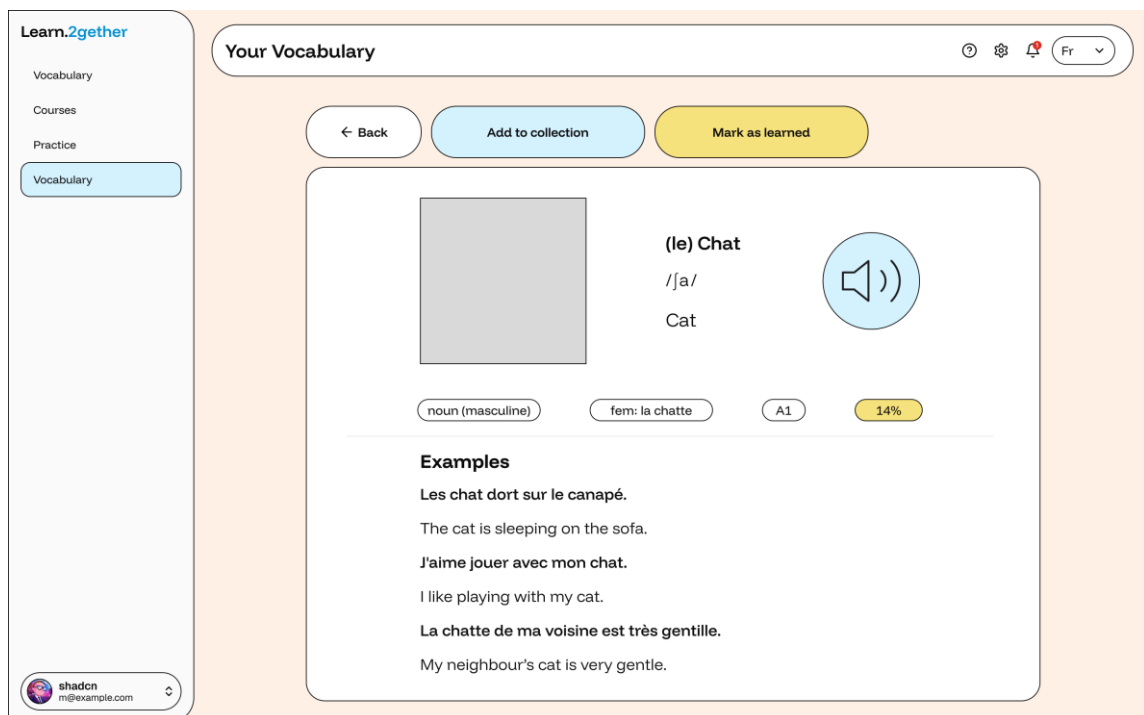 Learn.2gether
Vocabulary
Courses
Practice
Vocabulary
shadcn
m@example.com
Your Vocabulary
1
Fr
← Back
Add to collection
Mark as learned
(le) Chat
/ʃa/
Cat
noun (masculine)
fem: la chatte
A1
14%
Examples
Les chat dort sur le canapé.
The cat is sleeping on the sofa.
J'aime jouer avec mon chat.
I like playing with my cat.
La chatte de ma voisine est très gentille.
My neighbour's cat is very gentle.